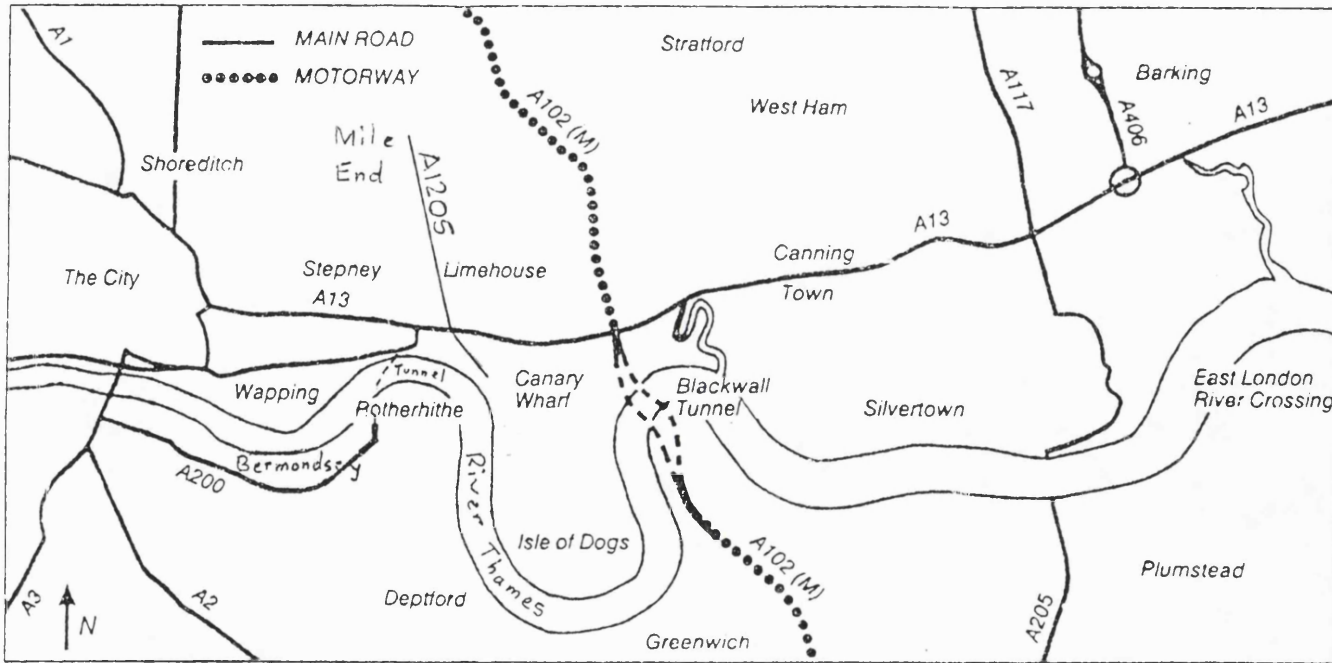 A1
MAIN ROAD
MOTORWAY
Stratford
Barking
A117
A406
A13
West Ham
A102 (M)
Mile
End
A1205
Shoreditch
A13
The City
Stepney
A13
Limehouse
Canning
Town
Wapping
Tunnel
Rotherhithe
Canary
Wharf
Blackwall
Tunnel
Silvertown
East London
River Crossing
Bermondsey
A200
River Thames
Isle of Dogs
A102 (M)
Plumstead
A3
N
A2
Deptford
Greenwich
A205